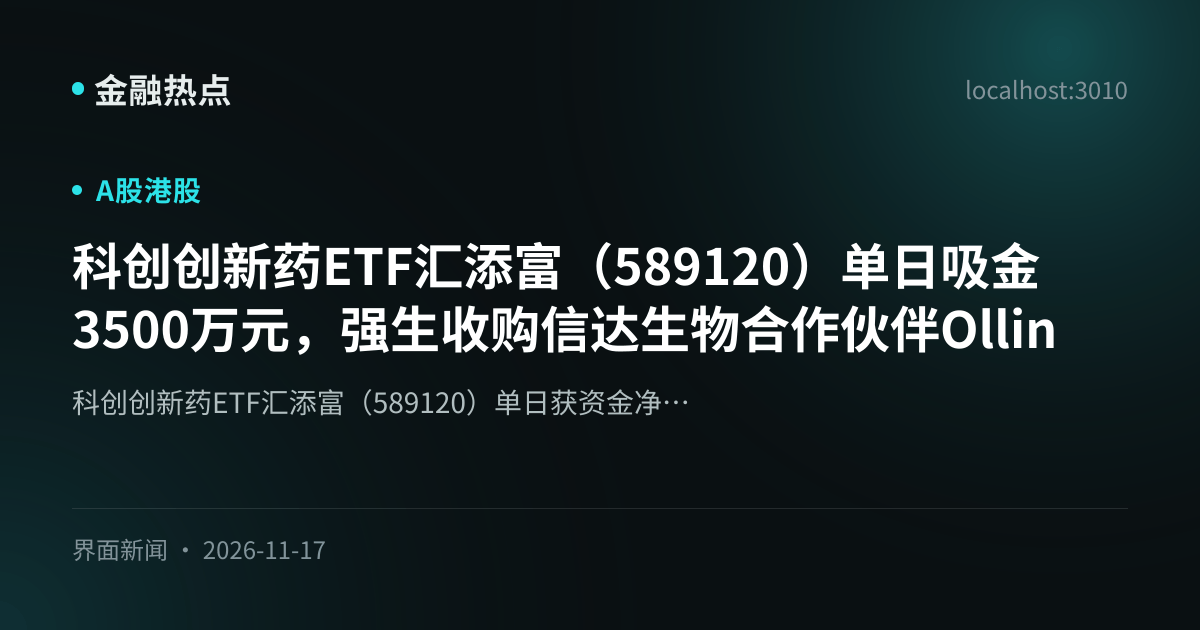 金融热点
localhost:3010
A股港股
科创创新药ETF汇添富（589120）单日吸金
3500万元，强生收购信达生物合作伙伴Ollin
科创创新药ETF汇添富（589120）单日获资金净…
界面新闻 · 2026-11-17